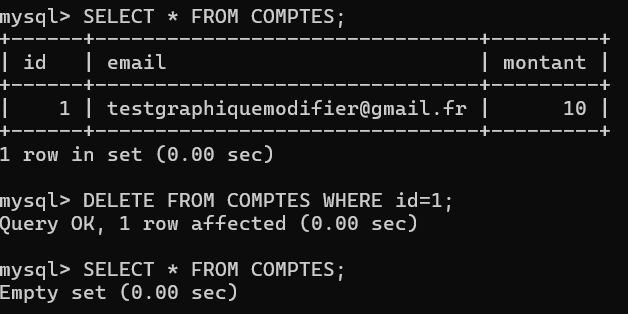 mysql> SELECT * FROM COMPTES;
+------+--------------------------------+---------+
| id   | email                          | montant |
+------+--------------------------------+---------+
|    1 | testgraphiquemodifier@gmail.fr |      10 |
+------+--------------------------------+---------+
1 row in set (0.00 sec)

mysql> DELETE FROM COMPTES WHERE id=1;
Query OK, 1 row affected (0.00 sec)

mysql> SELECT * FROM COMPTES;
Empty set (0.00 sec)